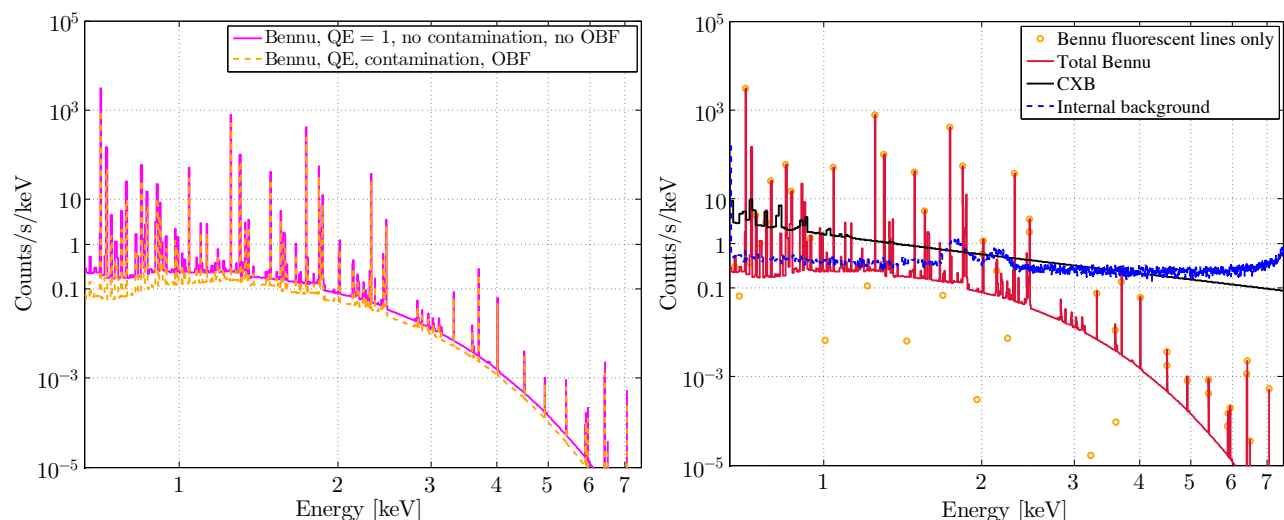 10^5
10^3
10
1
0.1
10^−3
10^−5
Counts/s/keV
Bennu, QE = 1, no contamination, no OBF
Bennu, QE, contamination, OBF
1 2 3 4 5 6 7
Energy [keV]
10^5
10^3
10
1
0.1
10^−3
10^−5
Counts/s/keV
Bennu fluorescent lines only
Total Bennu
CXB
Internal background
1 2 3 4 5 6 7
Energy [keV]